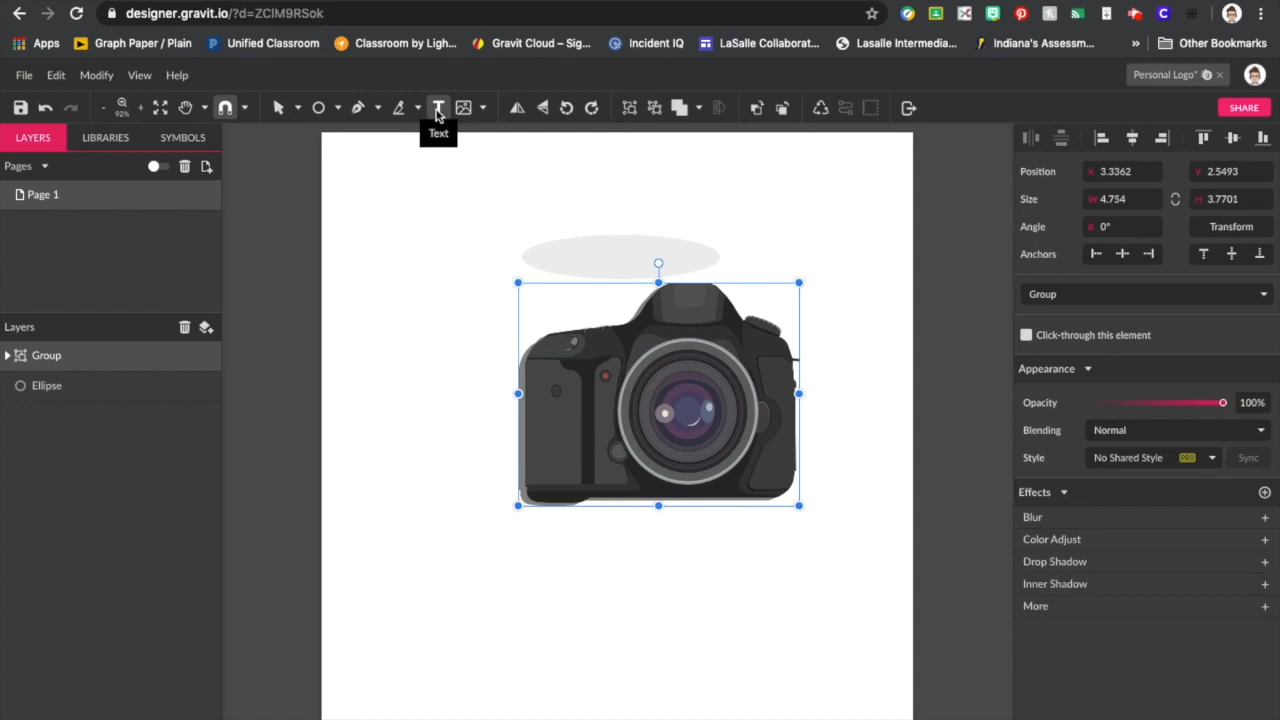 designer.gravit.io/?d=ZClM9RSok
Apps Graph Paper / Plain Unified Classroom Classroom by Ligh... Gravit Cloud – Sig... Incident IQ LaSalle Collaborat... Lasalle Intermedia... Indiana's Assessm... » Other Bookmarks
File Edit Modify View Help Personal Logo*
- + 92% SHARE
Text
LAYERS LIBRARIES SYMBOLS
Pages
Page 1
Layers
Group
Ellipse
Position X 3.3362 Y 2.5493
Size W 4.754 H 3.7701
Angle R 0° Transform
Anchors
Group
Click-through this element
Appearance
Opacity 100%
Blending Normal
Style No Shared Style PRO Sync
Effects
Blur +
Color Adjust +
Drop Shadow +
Inner Shadow +
More +